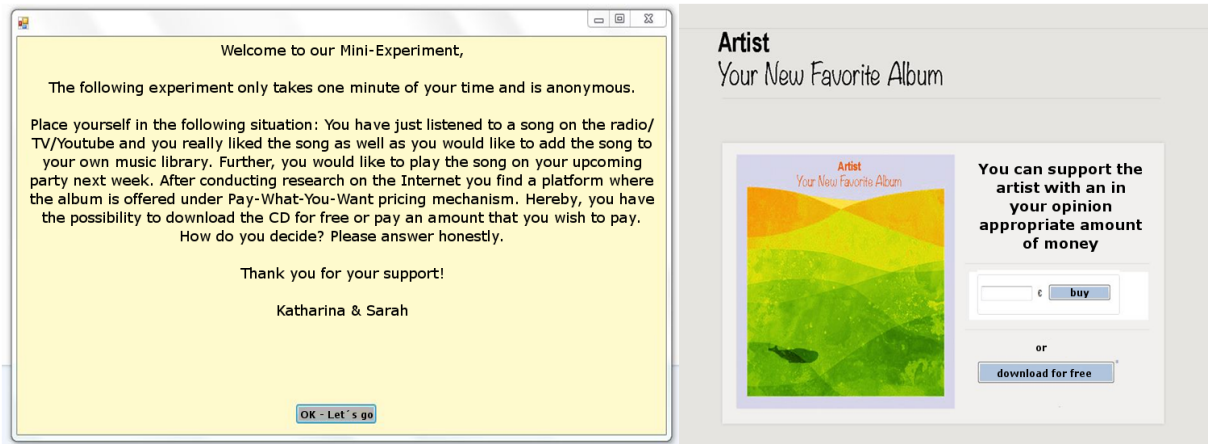 Welcome to our Mini-Experiment,
The following experiment only takes one minute of your time and is anonymous.
Place yourself in the following situation: You have just listened to a song on the radio/
TV/Youtube and you really liked the song as well as you would like to add the song to
your own music library. Further, you would like to play the song on your upcoming
party next week. After conducting research on the Internet you find a platform where
the album is offered under Pay-What-You-Want pricing mechanism. Hereby, you have
the possibility to download the CD for free or pay an amount that you wish to pay.
How do you decide? Please answer honestly.
Thank you for your support!
Katharina & Sarah
OK - Let´s go
Artist
Your New Favorite Album
Artist
Your New Favorite Album
You can support the
artist with an in
your opinion
appropriate amount
of money
€ buy
or
download for free